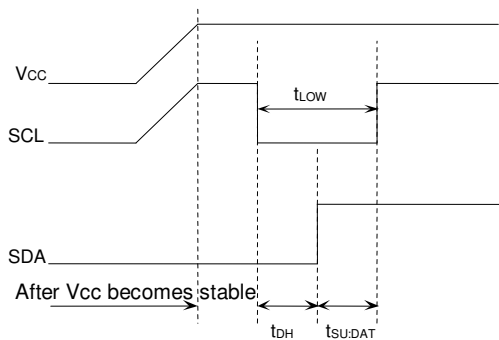 VCC
tLOW
SCL
SDA
After Vcc becomes stable
tDH
tSU:DAT